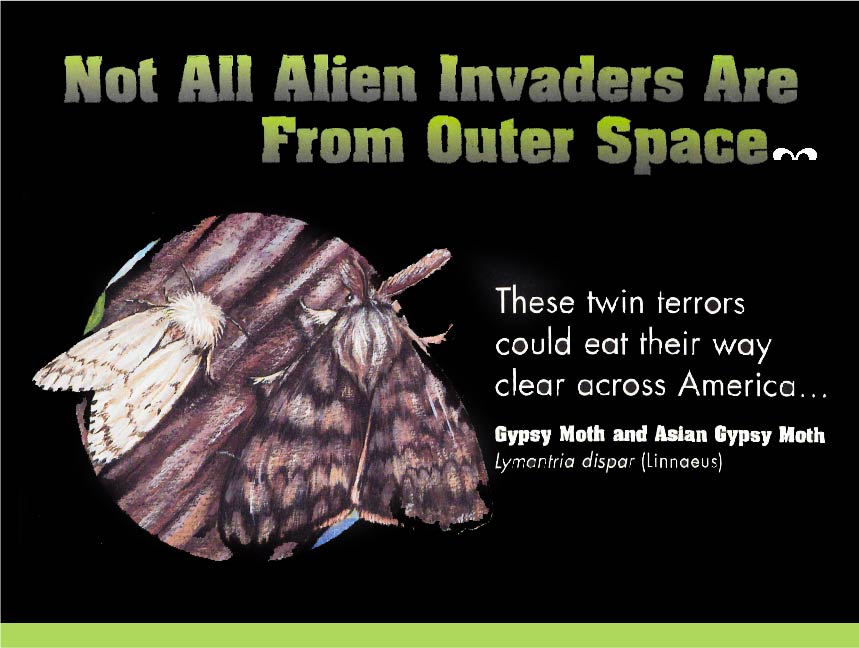 Not All Alien Invaders Are
From Outer Space...
These twin terrors
could eat their way
clear across America...
Gypsy Moth and Asian Gypsy Moth
Lymantria dispar (Linnaeus)